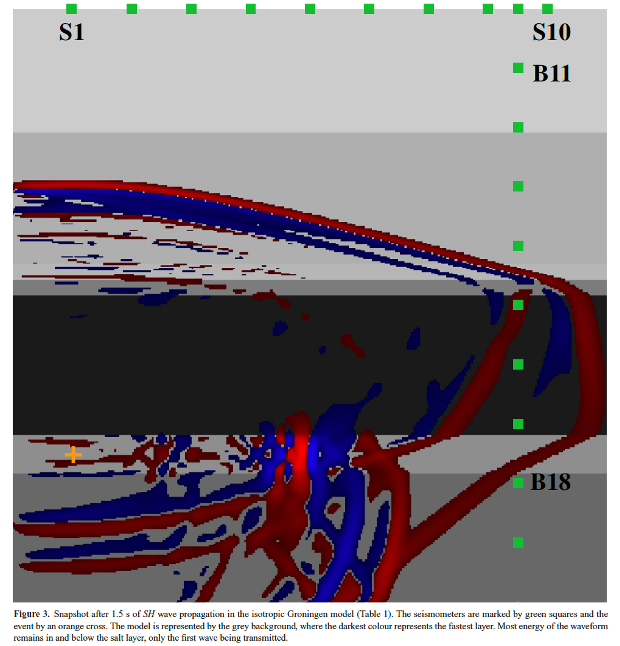 S1
S10
B11
B18
Figure 3. Snapshot after 1.5 s of SH wave propagation in the isotropic Groningen model (Table 1). The seismometers are marked by green squares and the
event by an orange cross. The model is represented by the grey background, where the darkest colour represents the fastest layer. Most energy of the waveform
remains in and below the salt layer, only the first wave being transmitted.